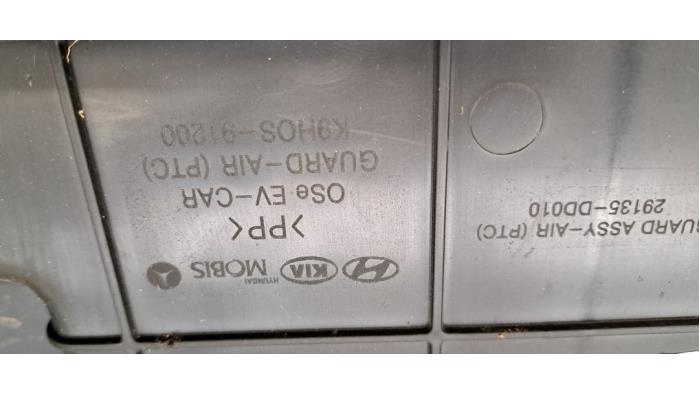 KIA HYUNDAI MOBIS
>PP<
OSe EV-CAR
GUARD-AIR (PTC)
K9HOS-91200
GUARD ASSY-AIR (PTC)
29135-DD010